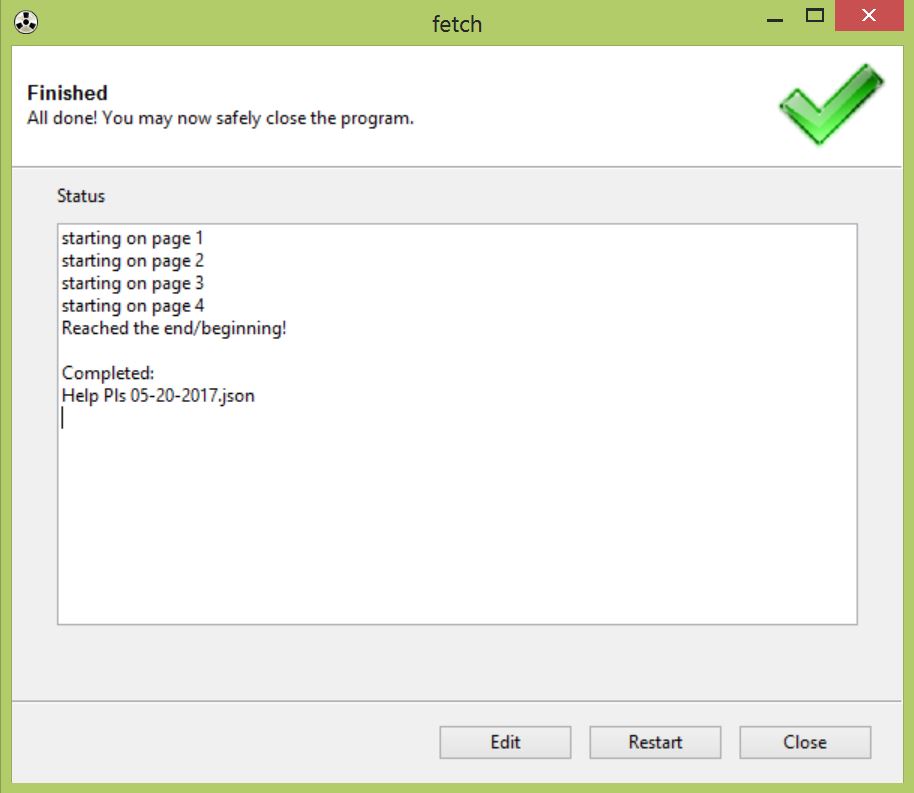 fetch
Finished
All done! You may now safely close the program.
Status
starting on page 1
starting on page 2
starting on page 3
starting on page 4
Reached the end/beginning!
Completed:
Help Pls 05-20-2017.json
Edit
Restart
Close